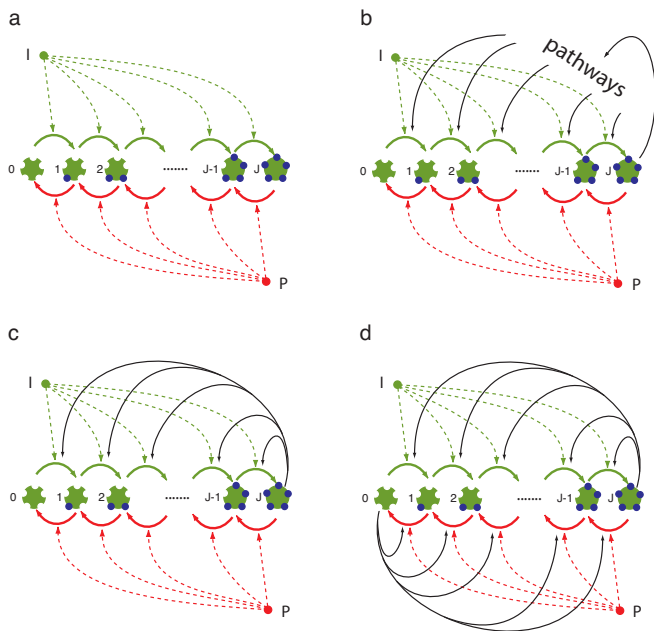 a
I
0 1 2 ....... J-1 J
P
b
I
pathways
0 1 2 ....... J-1 J
P
c
I
0 1 2 ....... J-1 J
P
d
I
0 1 2 ....... J-1 J
P